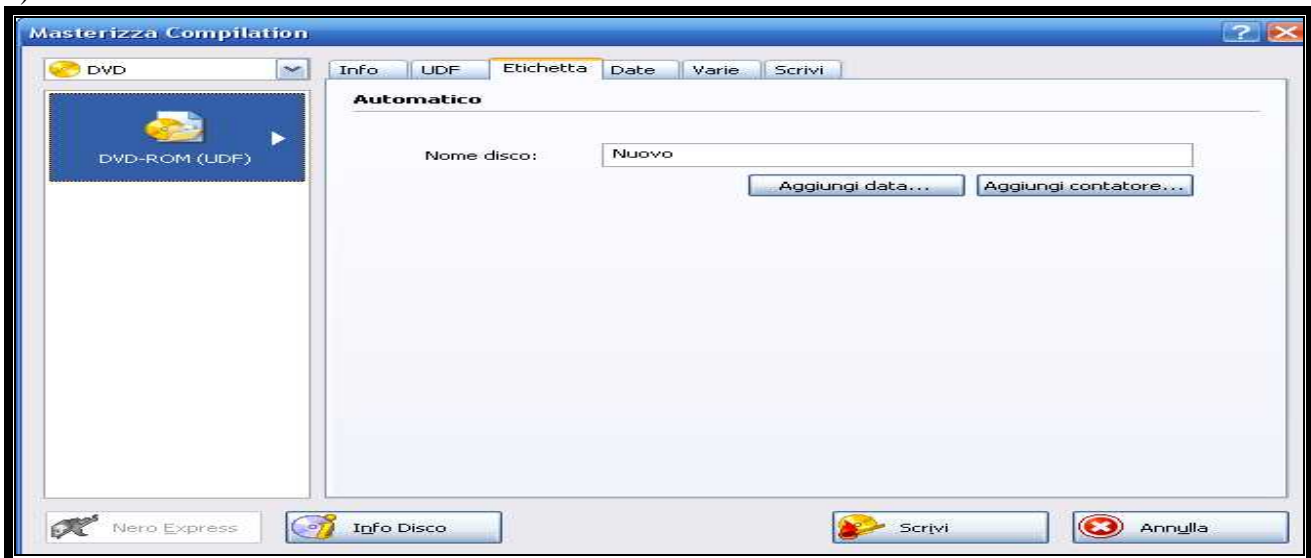 Masterizza Compilation
DVD
Info UDF Etichetta Date Varie Scrivi
Automatico
DVD-ROM (UDF)
Nome disco: Nuovo
Aggiungi data... Aggiungi contatore...
Nero Express Info Disco Scrivi Annulla